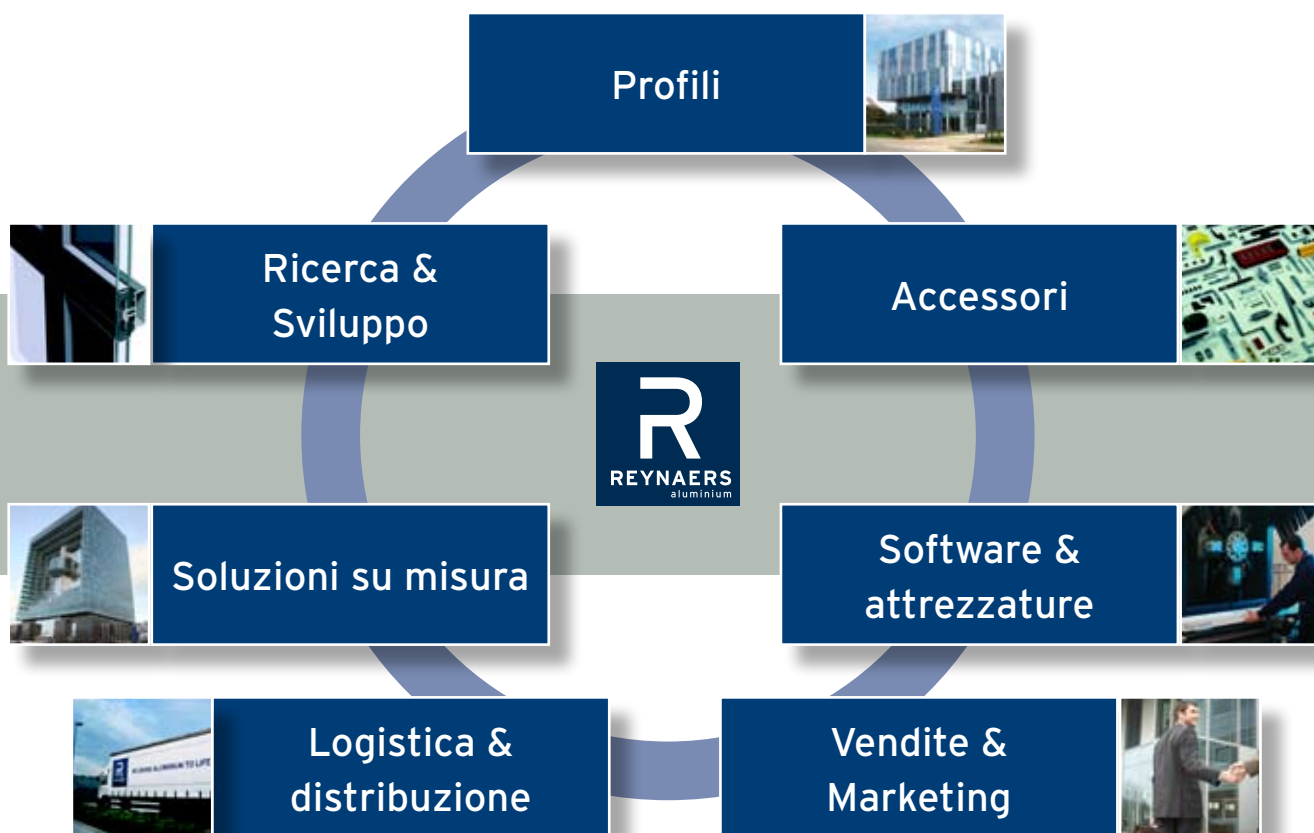 Profili
Ricerca &
Sviluppo
Accessori
R
REYNAERS
aluminium
Soluzioni su misura
Software &
attrezzature
Logistica &
distribuzione
Vendite &
Marketing